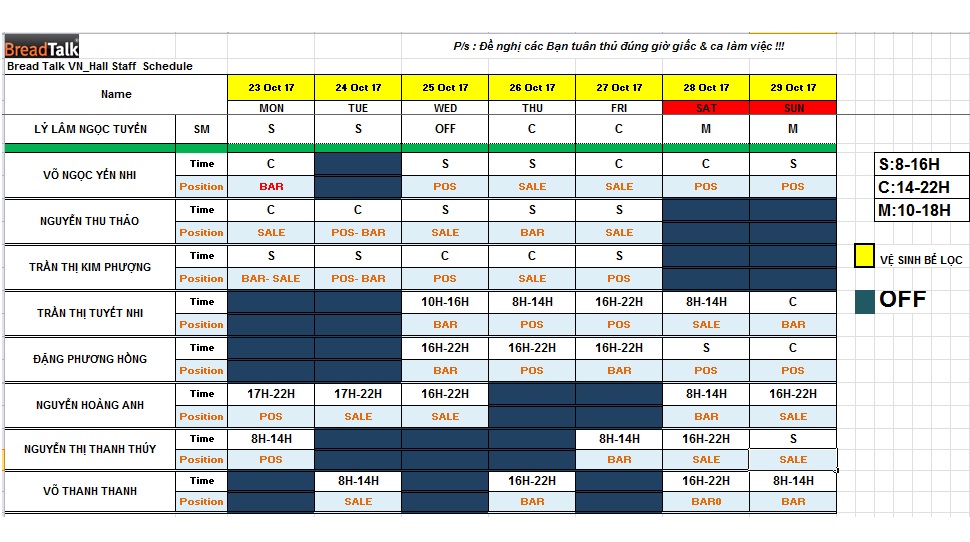 BreadTalk
P/s : Đề nghị các Bạn tuân thủ đúng giờ giấc & ca làm việc !!!
Bread Talk VN_Hall Staff Schedule
Name 23 Oct 17 24 Oct 17 25 Oct 17 26 Oct 17 27 Oct 17 28 Oct 17 29 Oct 17
MON TUE WED THU FRI SAT SUN
LÝ LÂM NGỌC TUYỀN SM S S OFF C C M M
VÕ NGỌC YẾN NHI Time C S S C C S
Position BAR POS SALE SALE POS POS
NGUYỄN THU THẢO Time C C S S S
Position SALE POS- BAR SALE BAR SALE
TRẦN THỊ KIM PHƯỢNG Time S S C C S
Position BAR- SALE POS- BAR POS SALE POS
TRẦN THỊ TUYẾT NHI Time 10H-16H 8H-14H 16H-22H 8H-14H C
Position BAR POS POS SALE BAR
ĐẶNG PHƯƠNG HỒNG Time 16H-22H 16H-22H 16H-22H S C
Position BAR POS BAR POS POS
NGUYỄN HOÀNG ANH Time 17H-22H 17H-22H 16H-22H 8H-14H 16H-22H
Position POS SALE SALE BAR SALE
NGUYỄN THỊ THANH THÚY Time 8H-14H 8H-14H 16H-22H S
Position POS BAR SALE SALE
VÕ THANH THANH Time 8H-14H 16H-22H 16H-22H 8H-14H
Position SALE BAR BAR0 BAR
S:8-16H
C:14-22H
M:10-18H
VỆ SINH BỂ LỌC
OFF